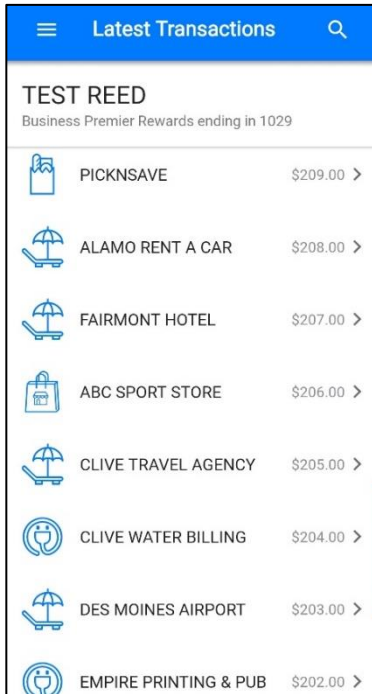 Latest Transactions
TEST REED
Business Premier Rewards ending in 1029
PICKNSAVE $209.00
ALAMO RENT A CAR $208.00
FAIRMONT HOTEL $207.00
ABC SPORT STORE $206.00
CLIVE TRAVEL AGENCY $205.00
CLIVE WATER BILLING $204.00
DES MOINES AIRPORT $203.00
EMPIRE PRINTING & PUB $202.00